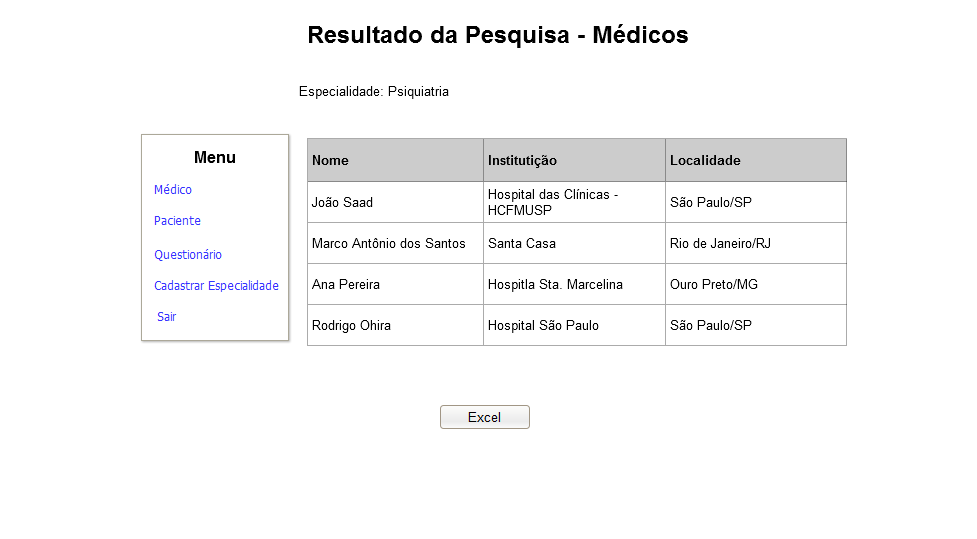 Resultado da Pesquisa - Médicos
Especialidade: Psiquiatria
Menu
Médico
Paciente
Questionário
Cadastrar Especialidade
Sair
Nome Institutição Localidade
João Saad Hospital das Clínicas - HCFMUSP São Paulo/SP
Marco Antônio dos Santos Santa Casa Rio de Janeiro/RJ
Ana Pereira Hospitla Sta. Marcelina Ouro Preto/MG
Rodrigo Ohira Hospital São Paulo São Paulo/SP
Excel